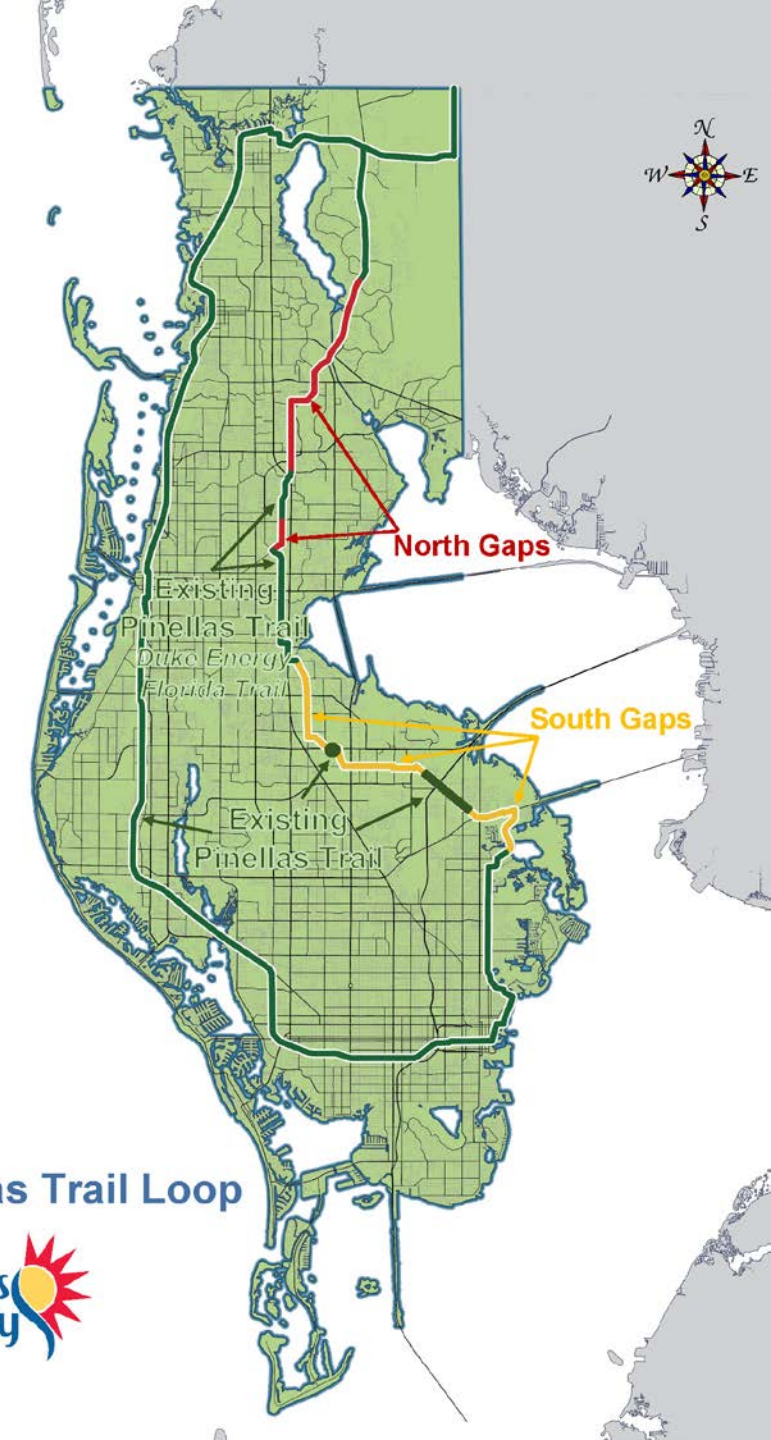 N
W E
S
North Gaps
Existing
Pinellas Trail
Duke Energy
Florida Trail
South Gaps
Existing
Pinellas Trail
as Trail Loop
s
y